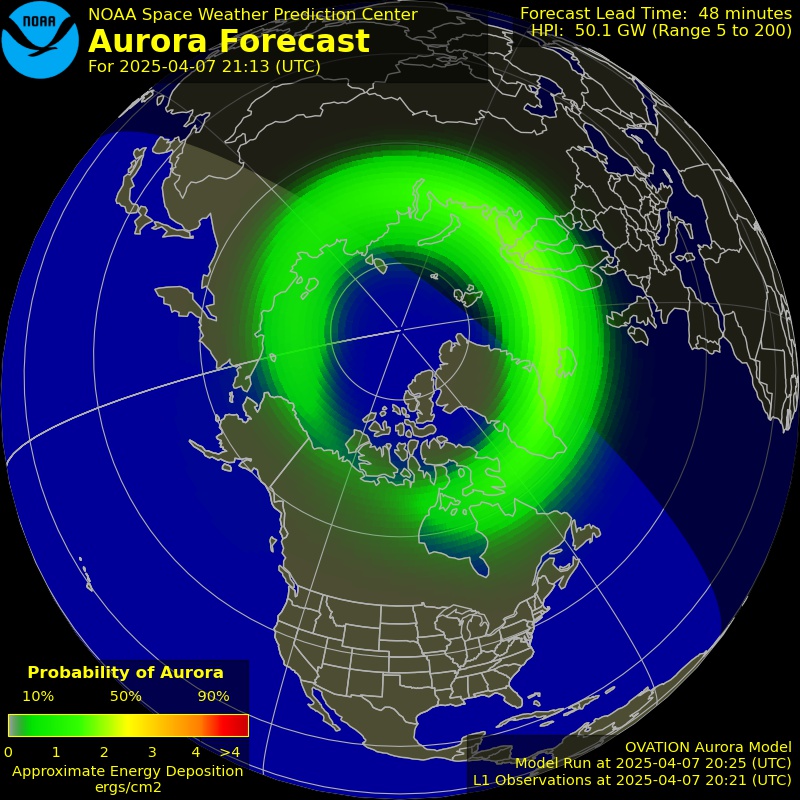 NOAA
NOAA Space Weather Prediction Center
Aurora Forecast
For 2025-04-07 21:13 (UTC)
Forecast Lead Time: 48 minutes
HPI: 50.1 GW (Range 5 to 200)
Probability of Aurora
10% 50% 90%
0 1 2 3 4 >4
Approximate Energy Deposition
ergs/cm2
OVATION Aurora Model
Model Run at 2025-04-07 20:25 (UTC)
L1 Observations at 2025-04-07 20:21 (UTC)